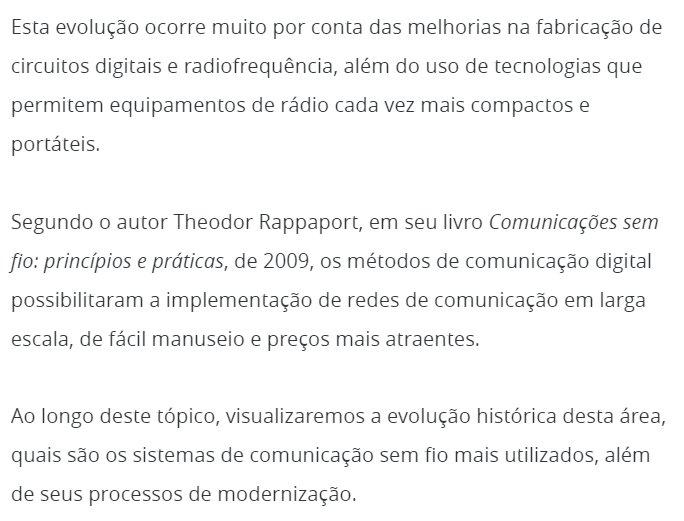 Esta evolução ocorre muito por conta das melhorias na fabricação de
circuitos digitais e radiofrequência, além do uso de tecnologias que
permitem equipamentos de rádio cada vez mais compactos e
portáteis.
Segundo o autor Theodor Rappaport, em seu livro Comunicações sem
fio: princípios e práticas, de 2009, os métodos de comunicação digital
possibilitaram a implementação de redes de comunicação em larga
escala, de fácil manuseio e preços mais atraentes.
Ao longo deste tópico, visualizaremos a evolução histórica desta área,
quais são os sistemas de comunicação sem fio mais utilizados, além
de seus processos de modernização.